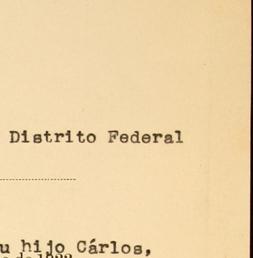 Distrito Federal
u hijo Cárlos,